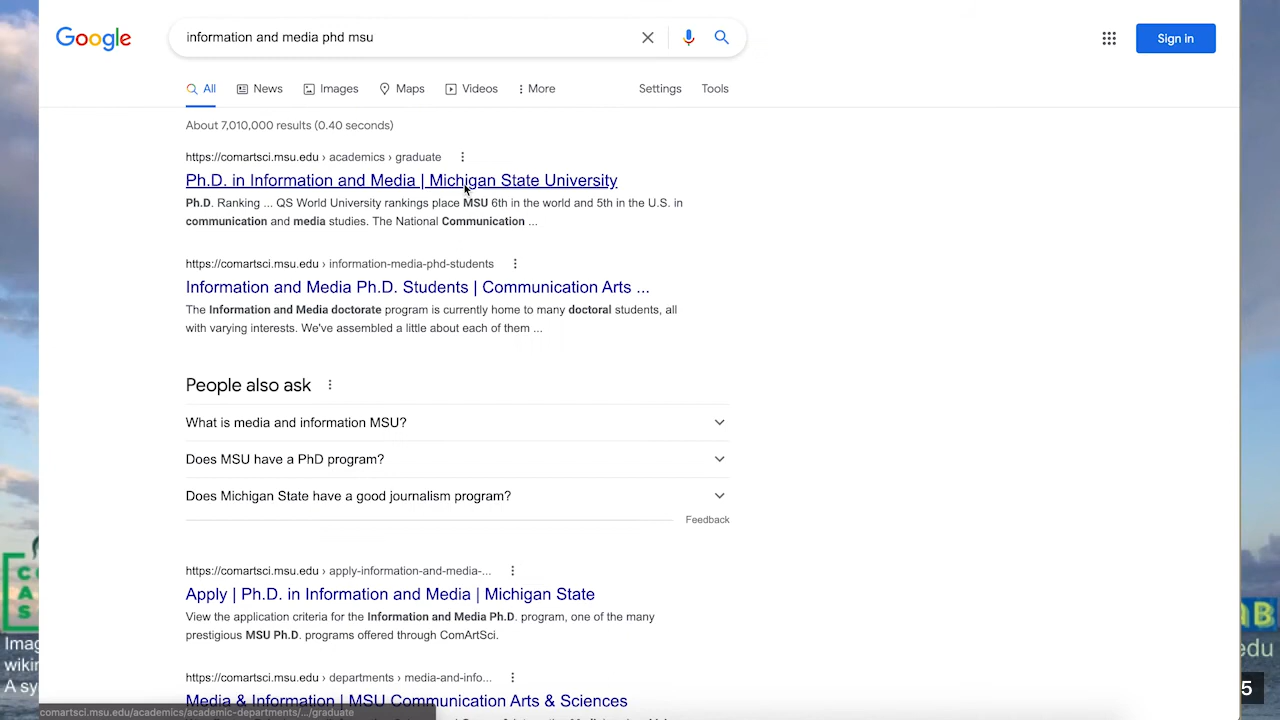 Google
information and media phd msu
Sign in
All
News
Images
Maps
Videos
More
Settings
Tools
About 7,010,000 results (0.40 seconds)
https://comartsci.msu.edu › academics › graduate
Ph.D. in Information and Media | Michigan State University
Ph.D. Ranking ... QS World University rankings place MSU 6th in the world and 5th in the U.S. in
communication and media studies. The National Communication ...
https://comartsci.msu.edu › information-media-phd-students
Information and Media Ph.D. Students | Communication Arts ...
The Information and Media doctorate program is currently home to many doctoral students, all
with varying interests. We've assembled a little about each of them ...
People also ask
What is media and information MSU?
Does MSU have a PhD program?
Does Michigan State have a good journalism program?
Feedback
https://comartsci.msu.edu › apply-information-and-media-...
Apply | Ph.D. in Information and Media | Michigan State
View the application criteria for the Information and Media Ph.D. program, one of the many
prestigious MSU Ph.D. programs offered through ComArtSci.
https://comartsci.msu.edu › departments › media-and-info...
Media & Information | MSU Communication Arts & Sciences
comartsci.msu.edu/academics/academic-departments/.../graduate
Imag
wikin
A sy
edu
5